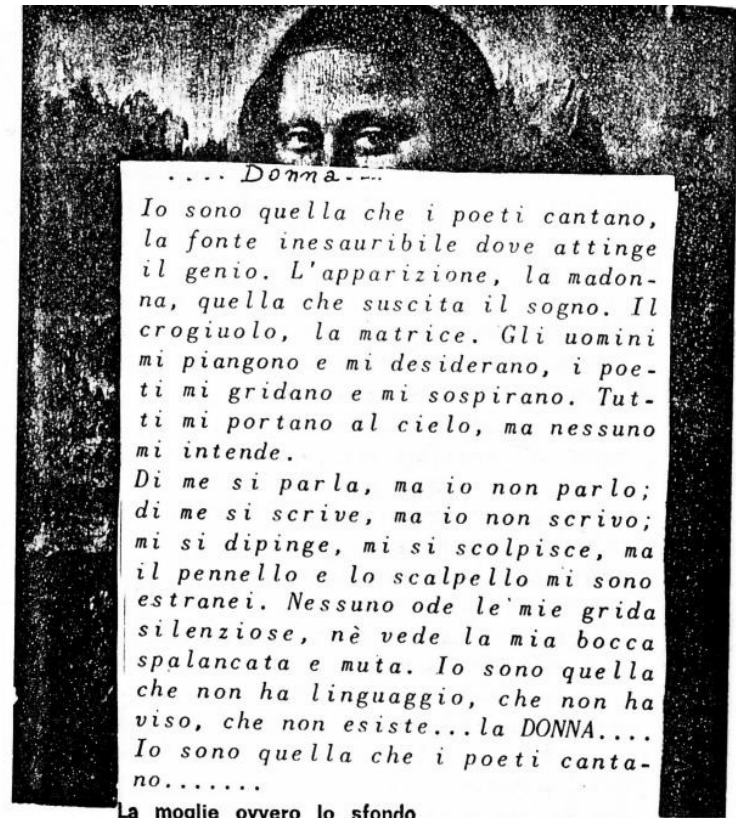 .... Donna....
Io sono quella che i poeti cantano,
la fonte inesauribile dove attinge
il genio. L'apparizione, la madon-
na, quella che suscita il sogno. Il
crogiuolo, la matrice. Gli uomini
mi piangono e mi desiderano, i poe-
ti mi gridano e mi sospirano. Tut-
ti mi portano al cielo, ma nessuno
mi intende.
Di me si parla, ma io non parlo;
di me si scrive, ma io non scrivo;
mi si dipinge, mi si scolpisce, ma
il pennello e lo scalpello mi sono
estranei. Nessuno ode le mie grida
silenziose, nè vede la mia bocca
spalancata e muta. Io sono quella
che non ha linguaggio, che non ha
viso, che non esiste...la DONNA....
Io sono quella che i poeti canta-
no.......
La moglie ovvero lo sfondo